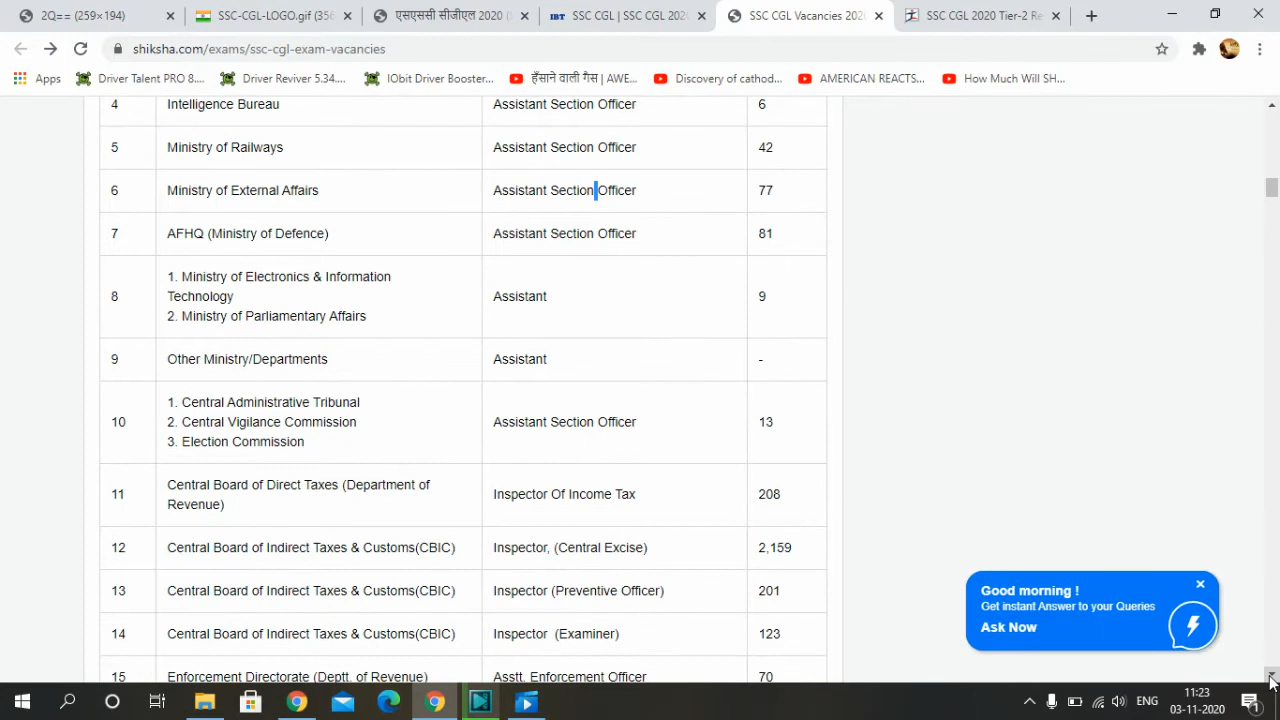 2Q== (259×194)
SSC-CGL-LOGO.gif (356
एसएससी सीजीएल 2020 (
IBT SSC CGL | SSC CGL 202
SSC CGL Vacancies 202
SSC CGL 2020 Tier-2 Re
shiksha.com/exams/ssc-cgl-exam-vacancies
Apps
Driver Talent PRO 8....
Driver Reviver 5.34....
IObit Driver Booster...
हँसाने वाली गैस | AWE...
Discovery of cathod...
AMERICAN REACTS...
How Much Will SH...
4 Intelligence Bureau Assistant Section Officer 6
5 Ministry of Railways Assistant Section Officer 42
6 Ministry of External Affairs Assistant Section Officer 77
7 AFHQ (Ministry of Defence) Assistant Section Officer 81
1. Ministry of Electronics & Information
8 Technology Assistant 9
2. Ministry of Parliamentary Affairs
9 Other Ministry/Departments Assistant -
1. Central Administrative Tribunal
10 2. Central Vigilance Commission Assistant Section Officer 13
3. Election Commission
11 Central Board of Direct Taxes (Department of
Revenue) Inspector Of Income Tax 208
12 Central Board of Indirect Taxes & Customs(CBIC) Inspector, (Central Excise) 2,159
13 Central Board of Indirect Taxes & Customs(CBIC) Inspector (Preventive Officer) 201
14 Central Board of Indirect Taxes & Customs(CBIC) Inspector (Examiner) 123
15 Enforcement Directorate (Deptt. of Revenue) Asstt. Enforcement Officer 70
Good morning !
Get instant Answer to your Queries
Ask Now
ENG
11:23
03-11-2020
1